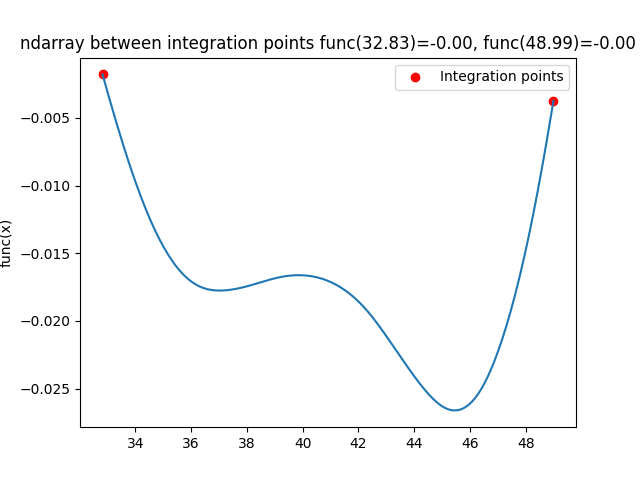 ndarray between integration points func(32.83)=-0.00, func(48.99)=-0.00
Integration points
func(x)
−0.005
−0.010
−0.015
−0.020
−0.025
34 36 38 40 42 44 46 48